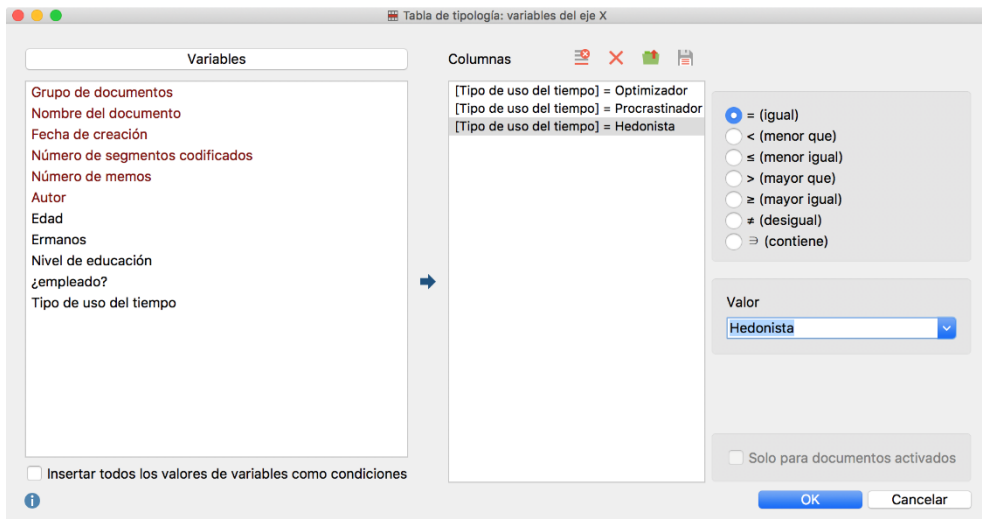 Tabla de tipología: variables del eje X
Variables
Grupo de documentos
Nombre del documento
Fecha de creación
Número de segmentos codificados
Número de memos
Autor
Edad
Ermanos
Nivel de educación
¿empleado?
Tipo de uso del tiempo
Insertar todos los valores de variables como condiciones
Columnas
[Tipo de uso del tiempo] = Optimizador
[Tipo de uso del tiempo] = Procrastinador
[Tipo de uso del tiempo] = Hedonista
= (igual)
< (menor que)
≤ (menor igual)
> (mayor que)
≥ (mayor igual)
≠ (desigual)
∋ (contiene)
Valor
Hedonista
Solo para documentos activados
OK
Cancelar